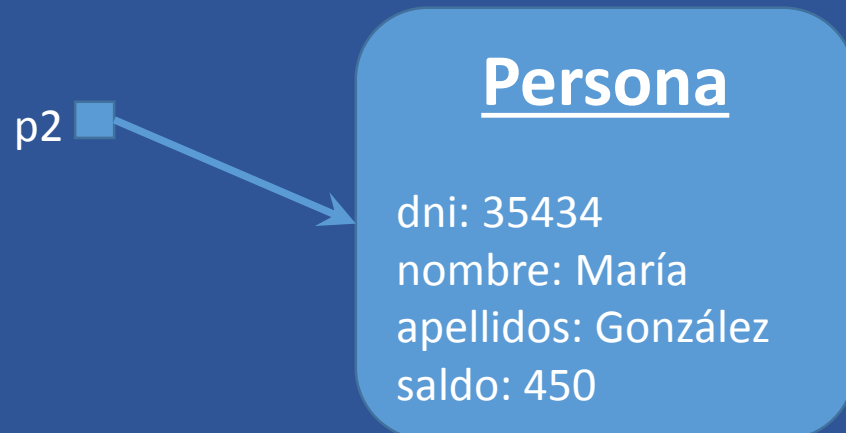 Persona
p2
dni: 35434
nombre: María
apellidos: González
saldo: 450